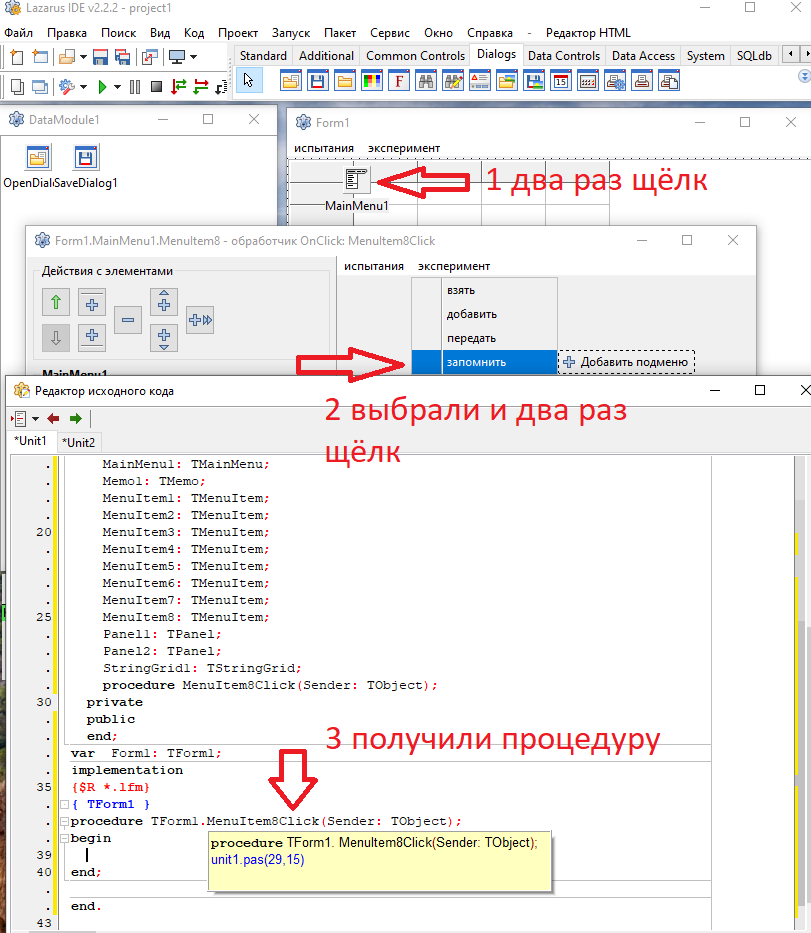 Lazarus IDE v2.2.2 - project1
Файл Правка Поиск Вид Код Проект Запуск Пакет Сервис Окно Справка - Редактор HTML
Standard Additional Common Controls Dialogs Data Controls Data Access System SQLdb
DataModule1
OpenDial SaveDialog1
Form1
испытания эксперимент
MainMenu1
1 два раз щёлк
Form1.MainMenu1.MenuItem8 - обработчик OnClick: MenuItem8Click
Действия с элементами
испытания эксперимент
взять
добавить
передать
запомнить
Добавить подменю
MainMenu1
2 выбрали и два раз
щёлк
Редактор исходного кода
*Unit1 *Unit2
. MainMenu1: TMainMenu;
. Memo1: TMemo;
. MenuItem1: TMenuItem;
. MenuItem2: TMenuItem;
20 MenuItem3: TMenuItem;
. MenuItem4: TMenuItem;
. MenuItem5: TMenuItem;
. MenuItem6: TMenuItem;
. MenuItem7: TMenuItem;
25 MenuItem8: TMenuItem;
. Panel1: TPanel;
. Panel2: TPanel;
. StringGrid1: TStringGrid;
. procedure MenuItem8Click(Sender: TObject);
30 private
. public
. end;
. var Form1: TForm1;
. implementation
35 {$R *.lfm}
. { TForm1 }
. procedure TForm1.MenuItem8Click(Sender: TObject);
. begin
39
40 end;
.
. end.
43
3 получили процедуру
procedure TForm1. MenuItem8Click(Sender: TObject);
unit1.pas(29,15)